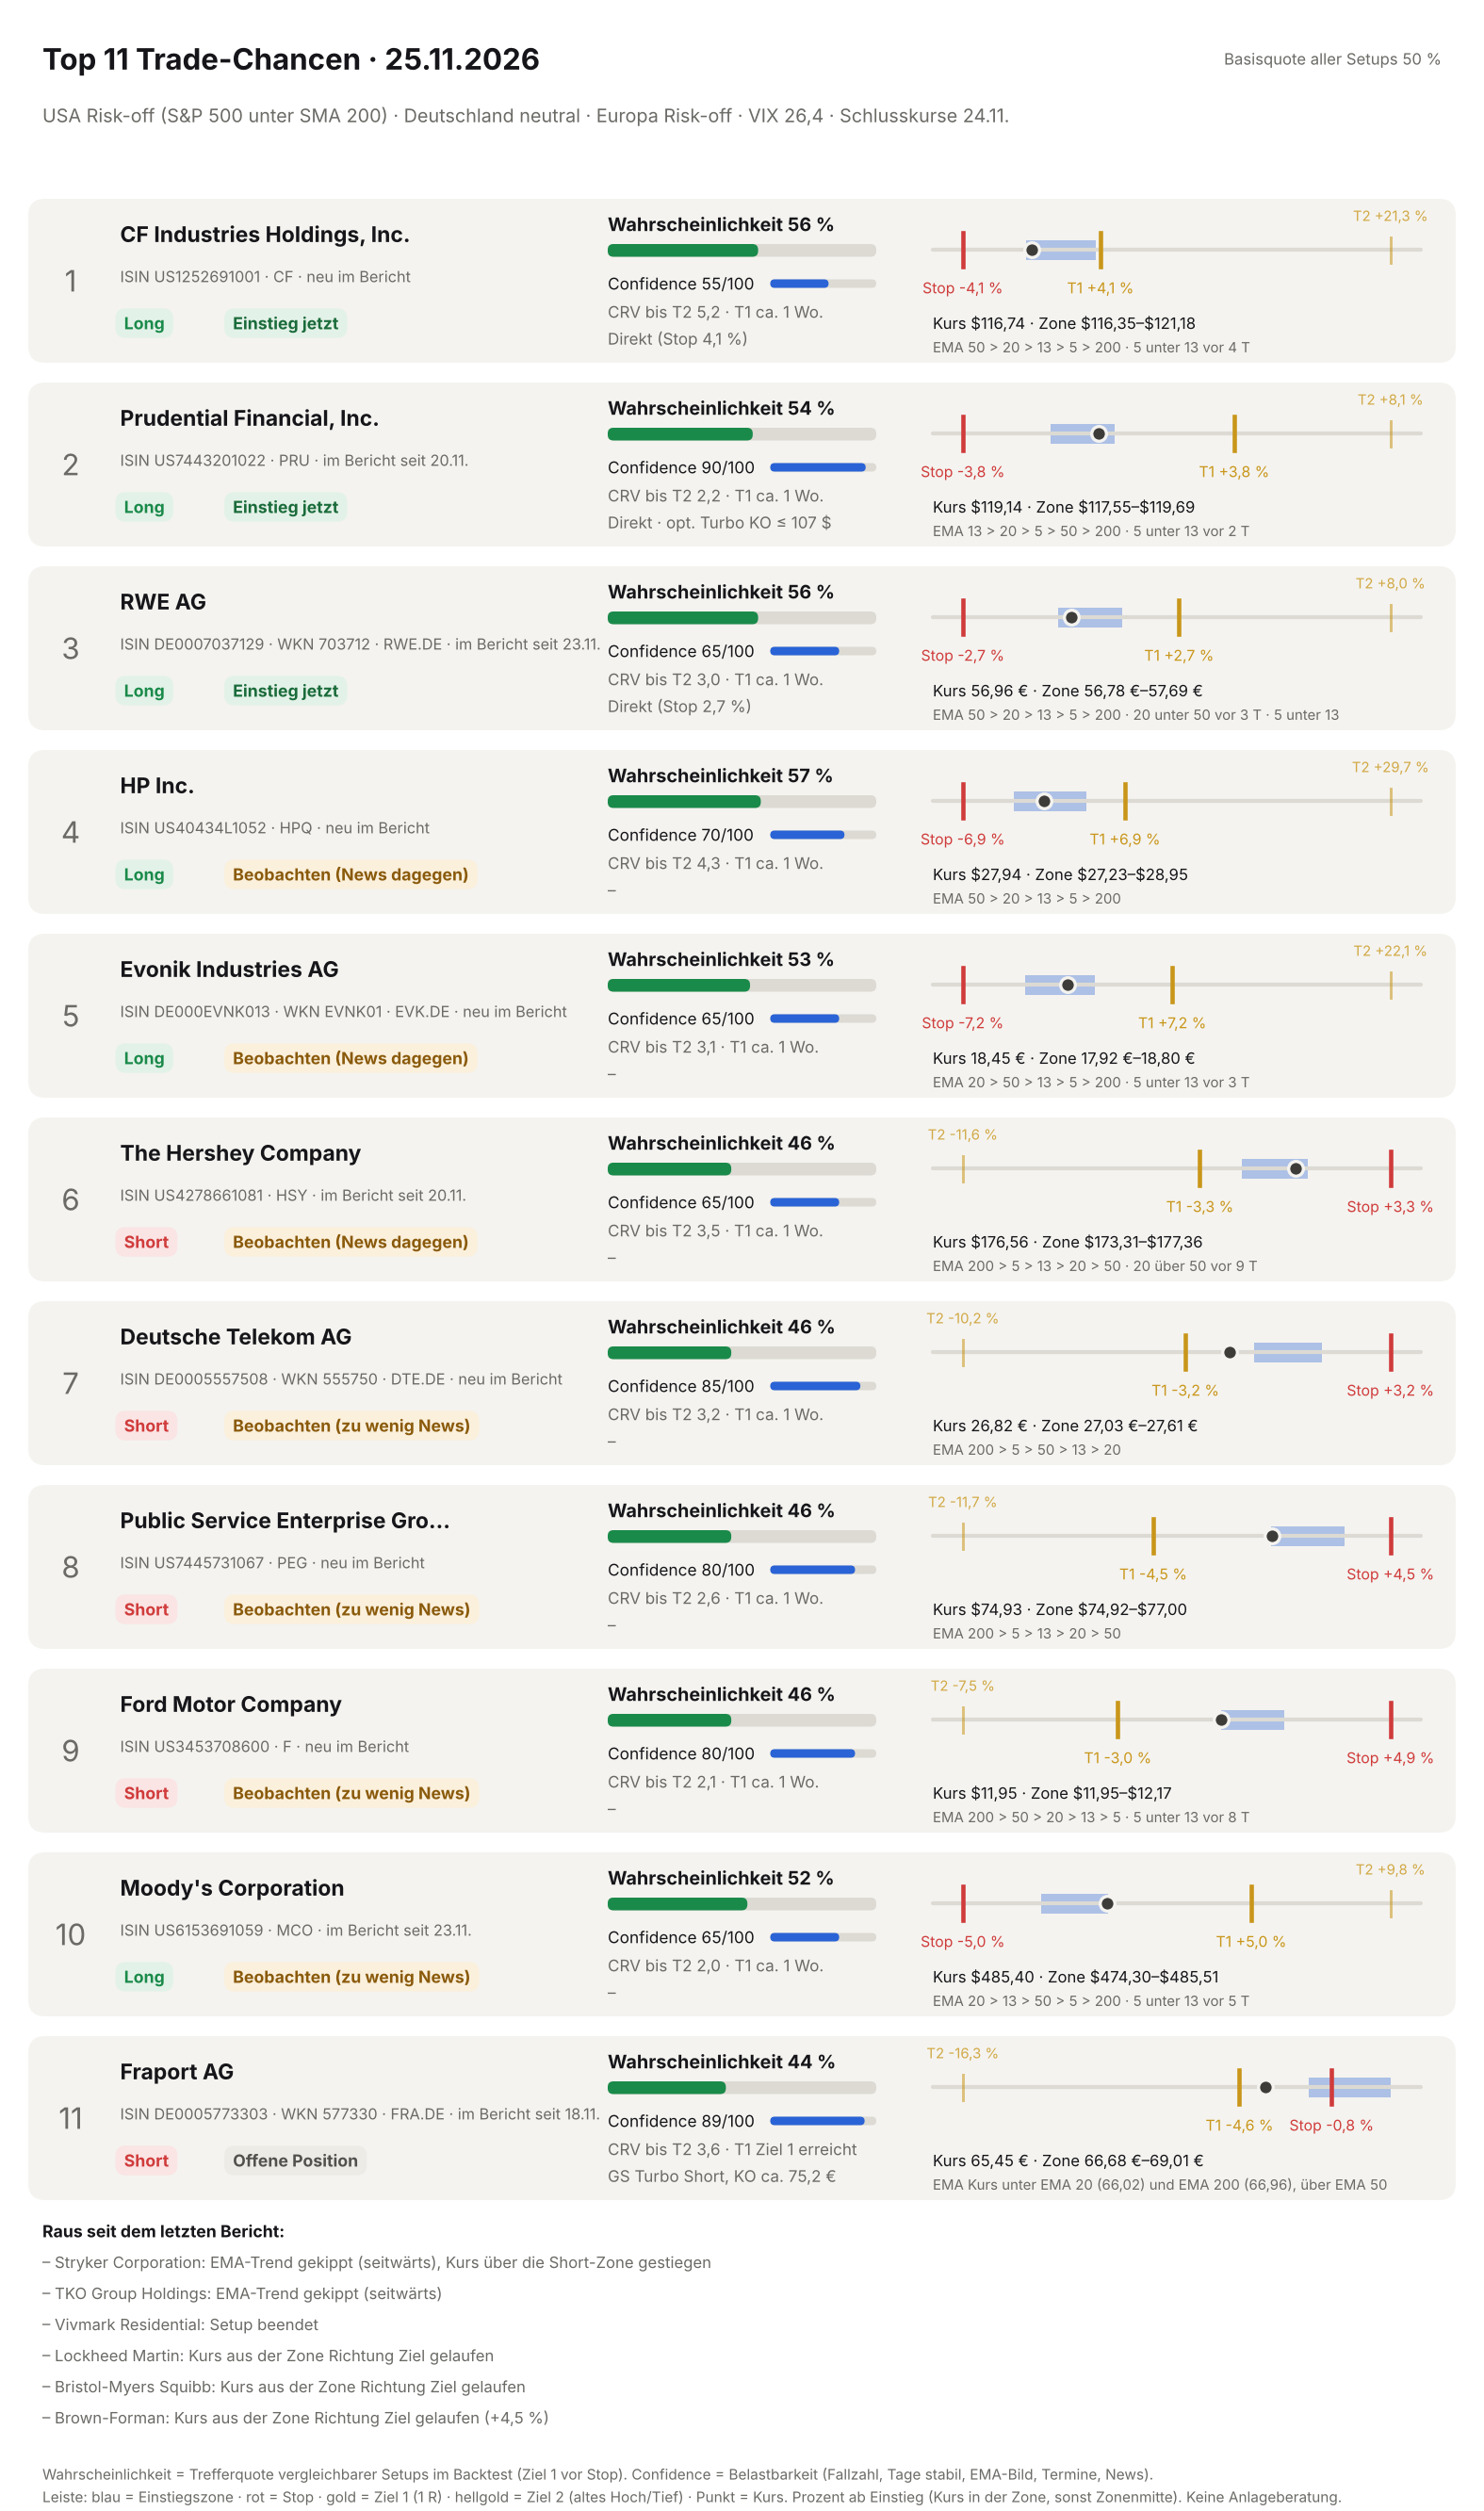 Top 11 Trade-Chancen · 25.11.2026
Basisquote aller Setups 50 %
USA Risk-off (S&P 500 unter SMA 200) · Deutschland neutral · Europa Risk-off · VIX 26,4 · Schlusskurse 24.11.
1
CF Industries Holdings, Inc.
ISIN US1252691001 · CF · neu im Bericht
Long Einstieg jetzt
Wahrscheinlichkeit 56 %
Confidence 55/100
CRV bis T2 5,2 · T1 ca. 1 Wo.
Direkt (Stop 4,1 %)
T2 +21,3 %
Stop -4,1 % T1 +4,1 %
Kurs $116,74 · Zone $116,35–$121,18
EMA 50 > 20 > 13 > 5 > 200 · 5 unter 13 vor 4 T
2
Prudential Financial, Inc.
ISIN US7443201022 · PRU · im Bericht seit 20.11.
Long Einstieg jetzt
Wahrscheinlichkeit 54 %
Confidence 90/100
CRV bis T2 2,2 · T1 ca. 1 Wo.
Direkt · opt. Turbo KO ≤ 107 $
T2 +8,1 %
Stop -3,8 % T1 +3,8 %
Kurs $119,14 · Zone $117,55–$119,69
EMA 13 > 20 > 5 > 50 > 200 · 5 unter 13 vor 2 T
3
RWE AG
ISIN DE0007037129 · WKN 703712 · RWE.DE · im Bericht seit 23.11.
Long Einstieg jetzt
Wahrscheinlichkeit 56 %
Confidence 65/100
CRV bis T2 3,0 · T1 ca. 1 Wo.
Direkt (Stop 2,7 %)
T2 +8,0 %
Stop -2,7 % T1 +2,7 %
Kurs 56,96 € · Zone 56,78 €–57,69 €
EMA 50 > 20 > 13 > 5 > 200 · 20 unter 50 vor 3 T · 5 unter 13
4
HP Inc.
ISIN US40434L1052 · HPQ · neu im Bericht
Long Beobachten (News dagegen)
Wahrscheinlichkeit 57 %
Confidence 70/100
CRV bis T2 4,3 · T1 ca. 1 Wo.
–
T2 +29,7 %
Stop -6,9 % T1 +6,9 %
Kurs $27,94 · Zone $27,23–$28,95
EMA 50 > 20 > 13 > 5 > 200
5
Evonik Industries AG
ISIN DE000EVNK013 · WKN EVNK01 · EVK.DE · neu im Bericht
Long Beobachten (News dagegen)
Wahrscheinlichkeit 53 %
Confidence 65/100
CRV bis T2 3,1 · T1 ca. 1 Wo.
–
T2 +22,1 %
Stop -7,2 % T1 +7,2 %
Kurs 18,45 € · Zone 17,92 €–18,80 €
EMA 20 > 50 > 13 > 5 > 200 · 5 unter 13 vor 3 T
6
The Hershey Company
ISIN US4278661081 · HSY · im Bericht seit 20.11.
Short Beobachten (News dagegen)
Wahrscheinlichkeit 46 %
Confidence 65/100
CRV bis T2 3,5 · T1 ca. 1 Wo.
–
T2 -11,6 %
T1 -3,3 % Stop +3,3 %
Kurs $176,56 · Zone $173,31–$177,36
EMA 200 > 5 > 13 > 20 > 50 · 20 über 50 vor 9 T
7
Deutsche Telekom AG
ISIN DE0005557508 · WKN 555750 · DTE.DE · neu im Bericht
Short Beobachten (zu wenig News)
Wahrscheinlichkeit 46 %
Confidence 85/100
CRV bis T2 3,2 · T1 ca. 1 Wo.
–
T2 -10,2 %
T1 -3,2 % Stop +3,2 %
Kurs 26,82 € · Zone 27,03 €–27,61 €
EMA 200 > 5 > 50 > 13 > 20
8
Public Service Enterprise Gro...
ISIN US7445731067 · PEG · neu im Bericht
Short Beobachten (zu wenig News)
Wahrscheinlichkeit 46 %
Confidence 80/100
CRV bis T2 2,6 · T1 ca. 1 Wo.
–
T2 -11,7 %
T1 -4,5 % Stop +4,5 %
Kurs $74,93 · Zone $74,92–$77,00
EMA 200 > 5 > 13 > 20 > 50
9
Ford Motor Company
ISIN US3453708600 · F · neu im Bericht
Short Beobachten (zu wenig News)
Wahrscheinlichkeit 46 %
Confidence 80/100
CRV bis T2 2,1 · T1 ca. 1 Wo.
–
T2 -7,5 %
T1 -3,0 % Stop +4,9 %
Kurs $11,95 · Zone $11,95–$12,17
EMA 200 > 50 > 20 > 13 > 5 · 5 unter 13 vor 8 T
10
Moody's Corporation
ISIN US6153691059 · MCO · im Bericht seit 23.11.
Long Beobachten (zu wenig News)
Wahrscheinlichkeit 52 %
Confidence 65/100
CRV bis T2 2,0 · T1 ca. 1 Wo.
–
T2 +9,8 %
Stop -5,0 % T1 +5,0 %
Kurs $485,40 · Zone $474,30–$485,51
EMA 20 > 13 > 50 > 5 > 200 · 5 unter 13 vor 5 T
11
Fraport AG
ISIN DE0005773303 · WKN 577330 · FRA.DE · im Bericht seit 18.11.
Short Offene Position
Wahrscheinlichkeit 44 %
Confidence 89/100
CRV bis T2 3,6 · T1 Ziel 1 erreicht
GS Turbo Short, KO ca. 75,2 €
T2 -16,3 %
T1 -4,6 % Stop -0,8 %
Kurs 65,45 € · Zone 66,68 €–69,01 €
EMA Kurs unter EMA 20 (66,02) und EMA 200 (66,96), über EMA 50
Raus seit dem letzten Bericht:
– Stryker Corporation: EMA-Trend gekippt (seitwärts), Kurs über die Short-Zone gestiegen
– TKO Group Holdings: EMA-Trend gekippt (seitwärts)
– Vivmark Residential: Setup beendet
– Lockheed Martin: Kurs aus der Zone Richtung Ziel gelaufen
– Bristol-Myers Squibb: Kurs aus der Zone Richtung Ziel gelaufen
– Brown-Forman: Kurs aus der Zone Richtung Ziel gelaufen (+4,5 %)
Wahrscheinlichkeit = Trefferquote vergleichbarer Setups im Backtest (Ziel 1 vor Stop). Confidence = Belastbarkeit (Fallzahl, Tage stabil, EMA-Bild, Termine, News).
Leiste: blau = Einstiegszone · rot = Stop · gold = Ziel 1 (1 R) · hellgold = Ziel 2 (altes Hoch/Tief) · Punkt = Kurs. Prozent ab Einstieg (Kurs in der Zone, sonst Zonenmitte). Keine Anlageberatung.